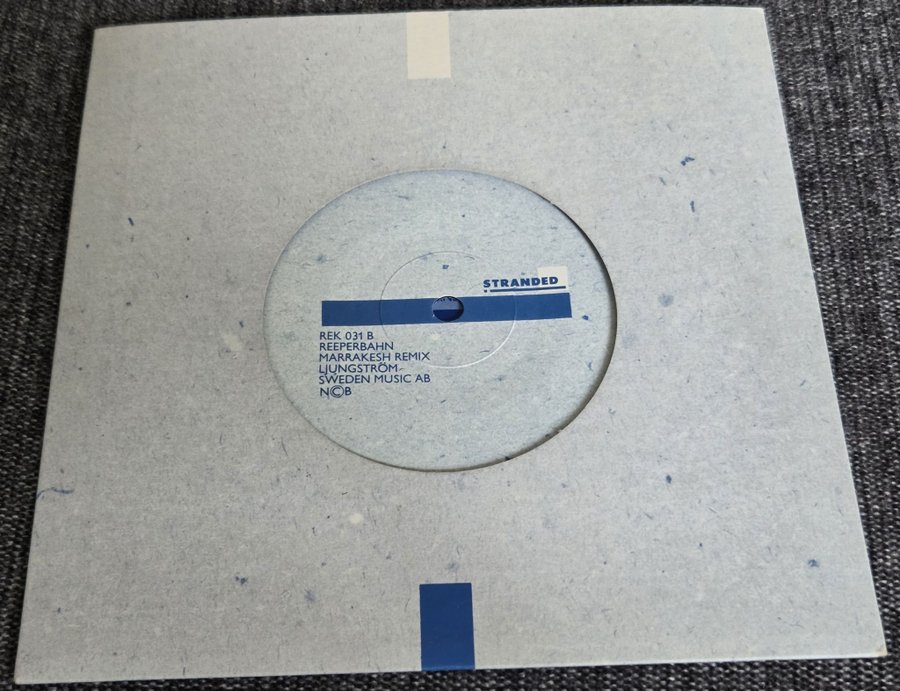 STRANDED
REK 031 B
REEPERBAHN
MARRAKESH REMIX
LJUNGSTRÖM
SWEDEN MUSIC AB
N©B